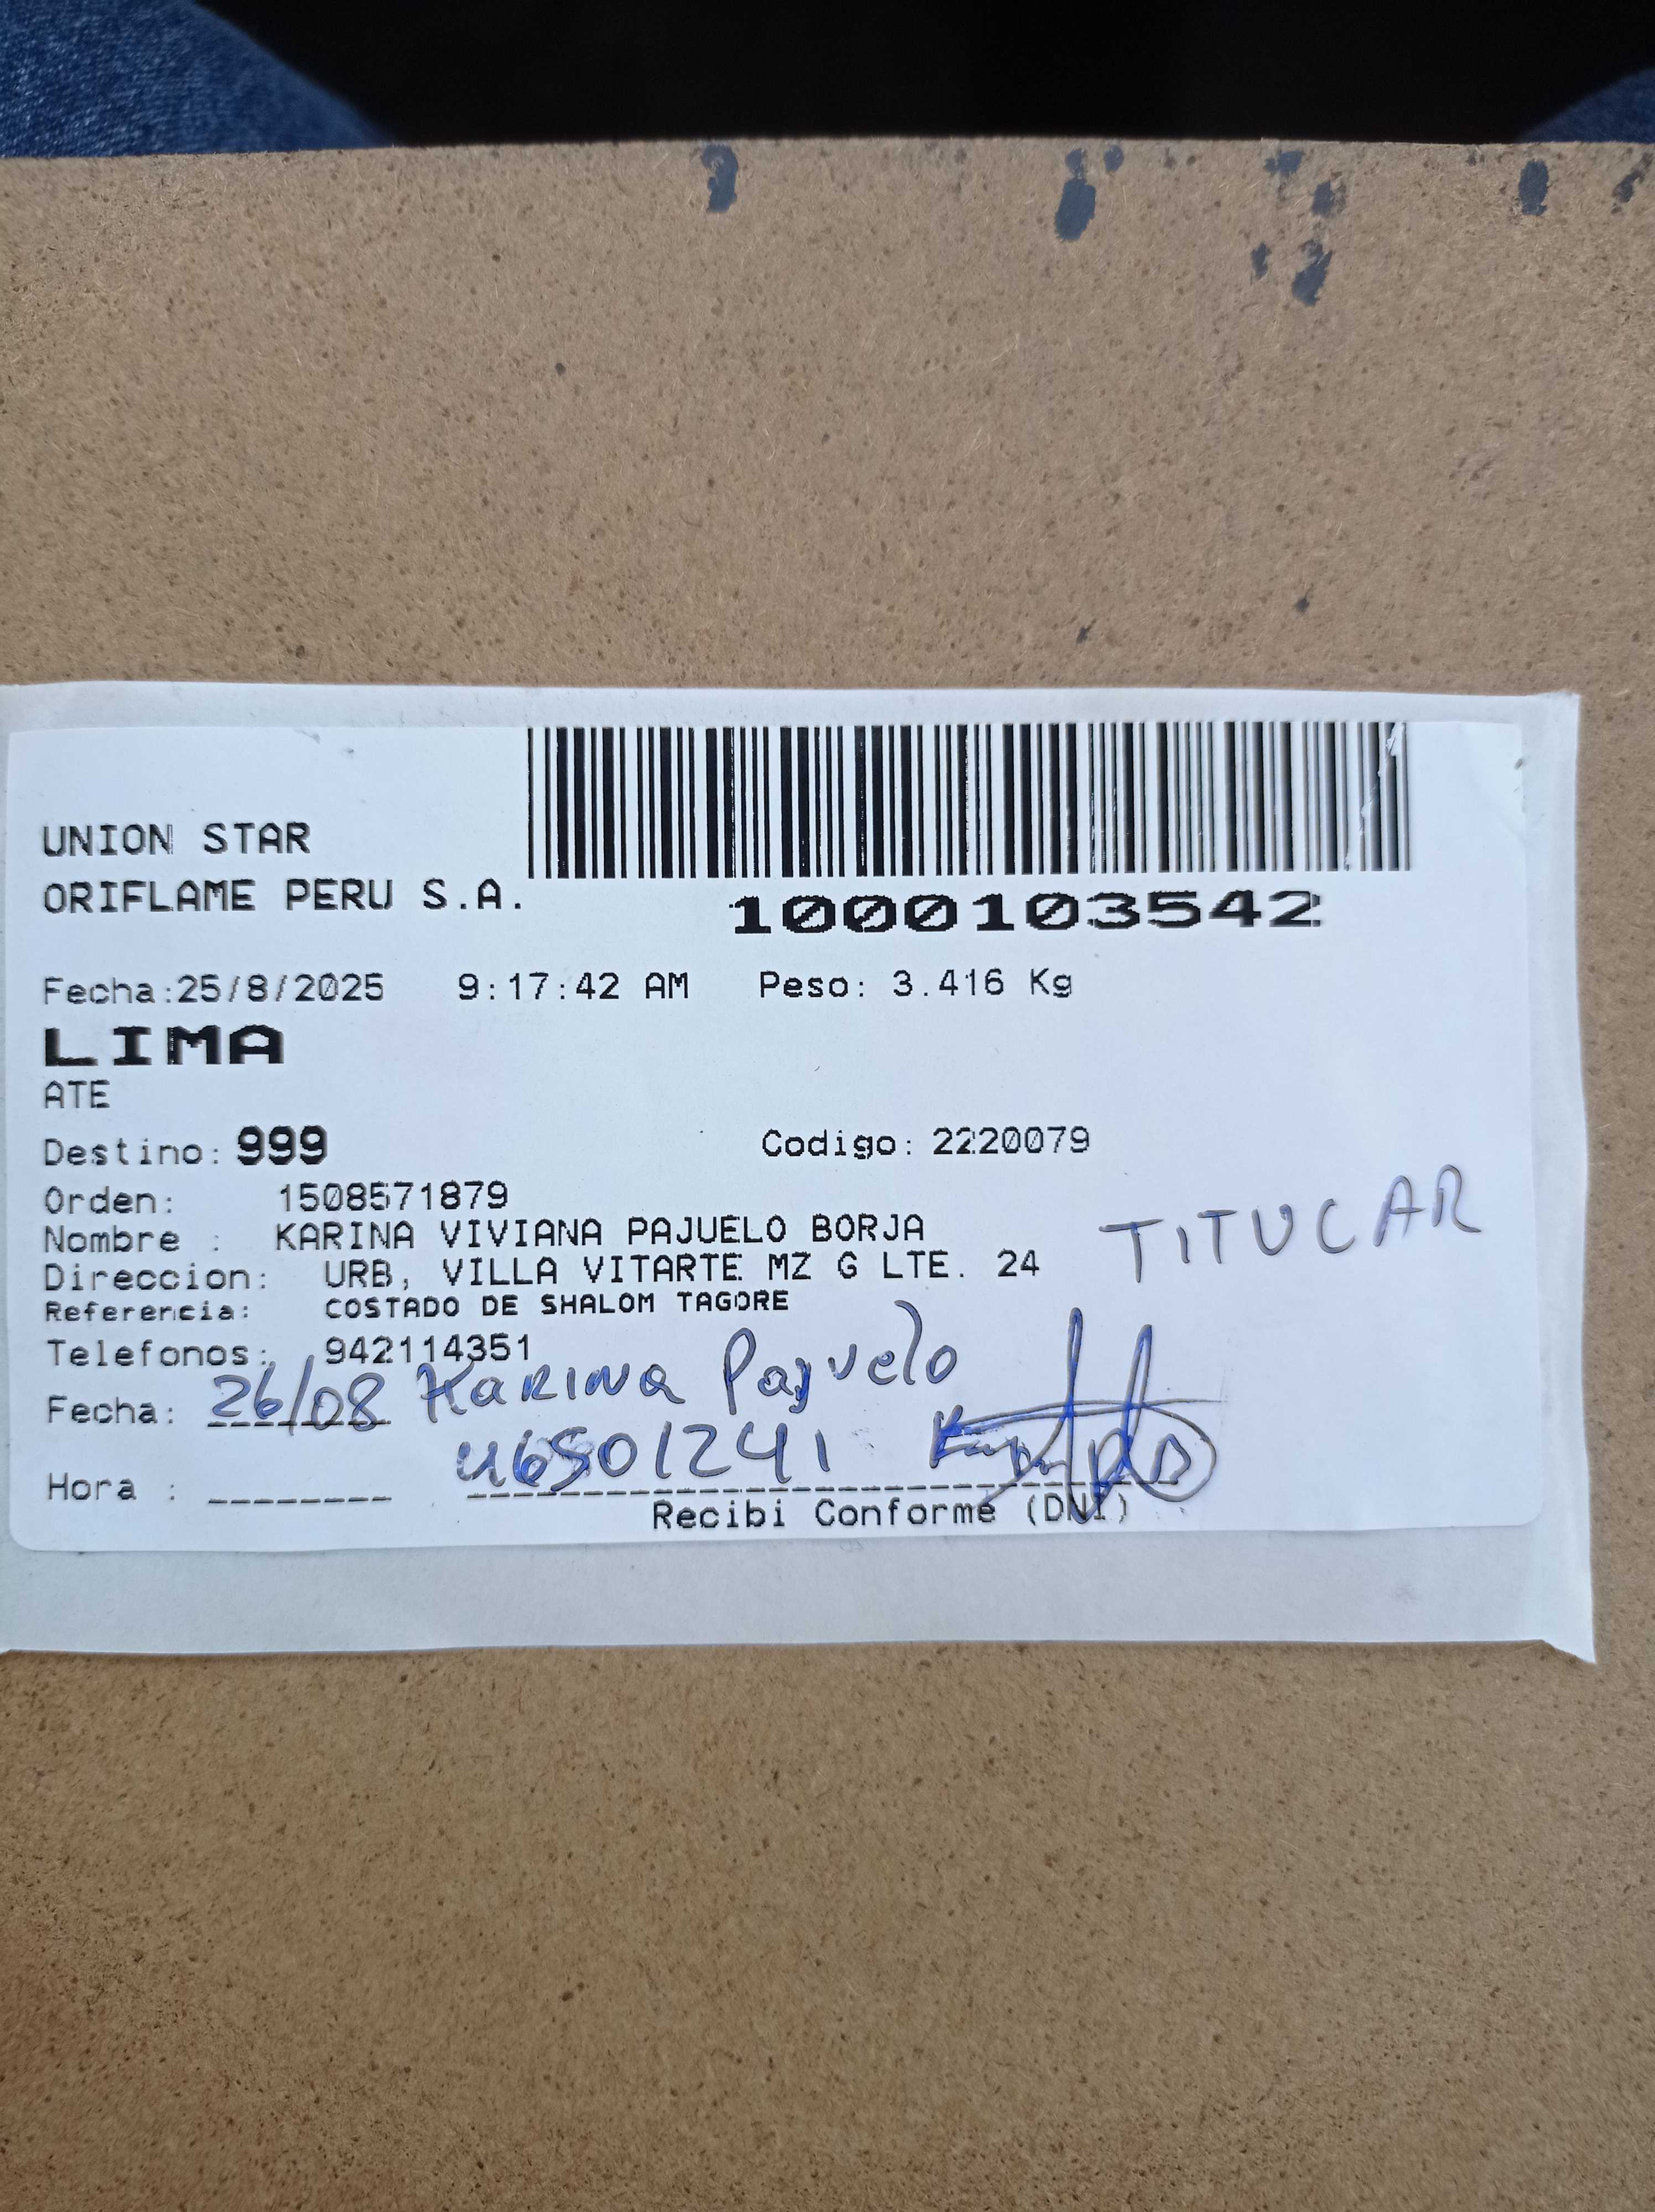 UNION STAR
ORIFLAME PERU S.A.
1000103542
Fecha:25/8/2025 9:17:42 AM Peso: 3.416 Kg
LIMA
ATE
Destino: 999 Codigo: 2220079
Orden: 1508571879
Nombre : KARINA VIVIANA PAJUELO BORJA
TITUCAR
Direccion: URB, VILLA VITARTE MZ G LTE. 24
Referencia: COSTADO DE SHALOM TAGORE
Telefonos: 942114351
Fecha: 26/08 Karina Pajuelo
46501241
Hora :
Recibi Conforme (DNI)